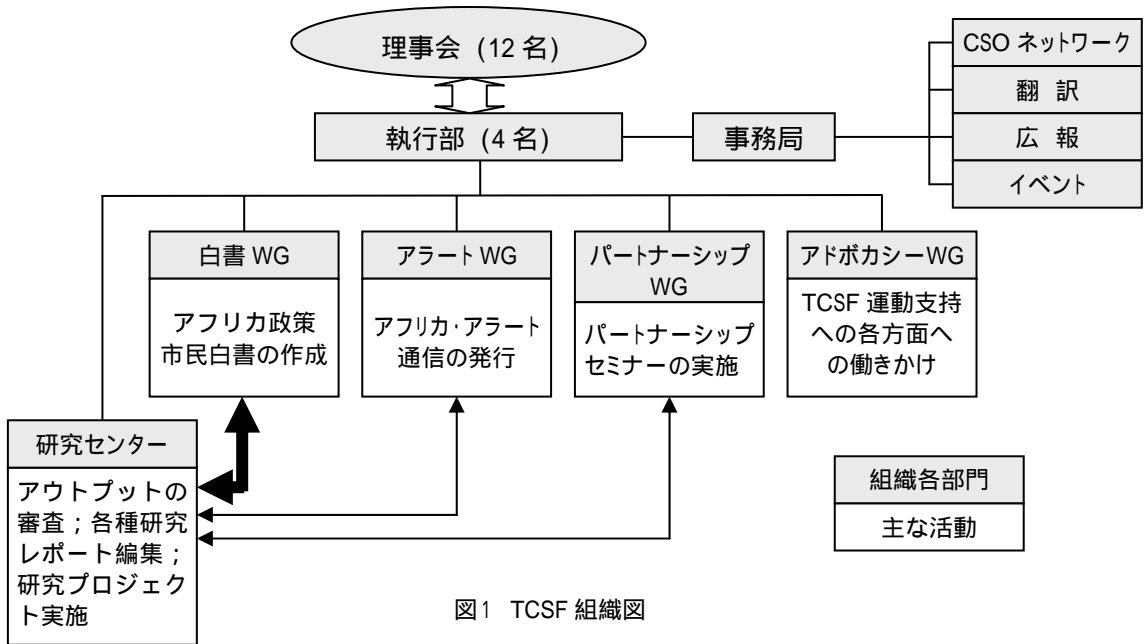 理事会 (12 名)
執行部 (4 名)
事務局
CSO ネットワーク
翻 訳
広 報
イベント
白書 WG
アフリカ政策
市民白書の作成
アラート WG
アフリカ・アラート
通信の発行
パートナーシップ
WG
パートナーシップ
セミナーの実施
アドボカシーWG
TCSF 運動支持
への各方面へ
の働きかけ
研究センター
アウトプットの
審査；各種研究
レポート編集；
研究プロジェク
ト実施
組織各部門
主な活動
図1 TCSF 組織図